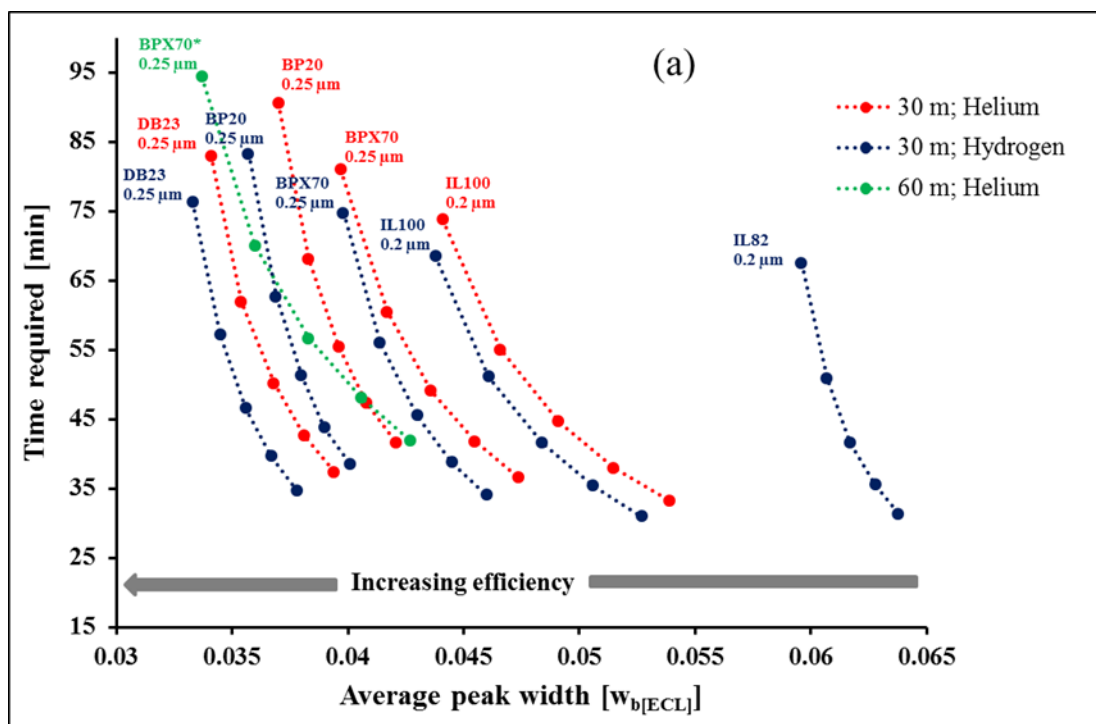 (a)
BPX70*
0.25 µm
BP20
0.25 µm
DB23
0.25 µm
BP20
0.25 µm
BPX70
0.25 µm
DB23
0.25 µm
BPX70
0.25 µm
IL100
0.2 µm
IL100
0.2 µm
IL82
0.2 µm
30 m; Helium
30 m; Hydrogen
60 m; Helium
Time required [min]
95
85
75
65
55
45
35
25
15
Increasing efficiency
0.03
0.035
0.04
0.045
0.05
0.055
0.06
0.065
Average peak width [wb[ECL]]